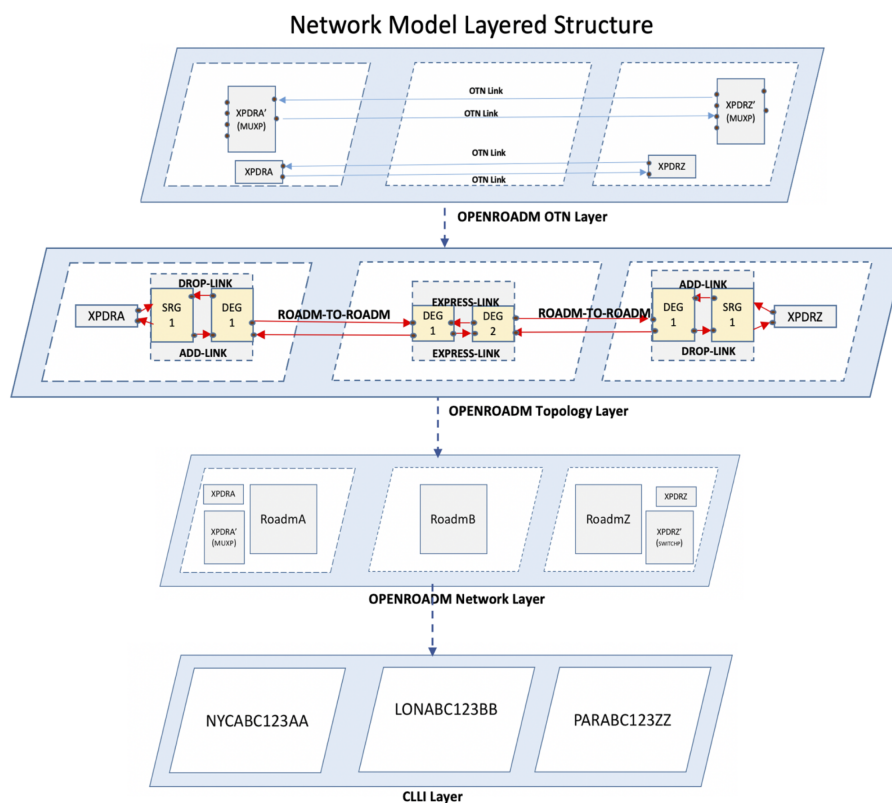 Network Model Layered Structure
OTN Link
XPDRA'
(MUXP)
OTN Link
XPDRZ'
(MUXP)
OTN Link
XPDRA
XPDRZ
OTN Link
OPENROADM OTN Layer
DROP-LINK
ADD-LINK
XPDRA
SRG
1
DEG
1
ROADM-TO-ROADM
EXPRESS-LINK
DEG
1
DEG
2
ROADM-TO-ROADM
DEG
1
SRG
1
XPDRZ
ADD-LINK
EXPRESS-LINK
DROP-LINK
OPENROADM Topology Layer
XPDRA
XPDRA'
(MUXP)
RoadmA
RoadmB
RoadmZ
XPDRZ
XPDRZ'
(SWITCHP)
OPENROADM Network Layer
NYCABC123AA
LONABC123BB
PARABC123ZZ
CLLI Layer